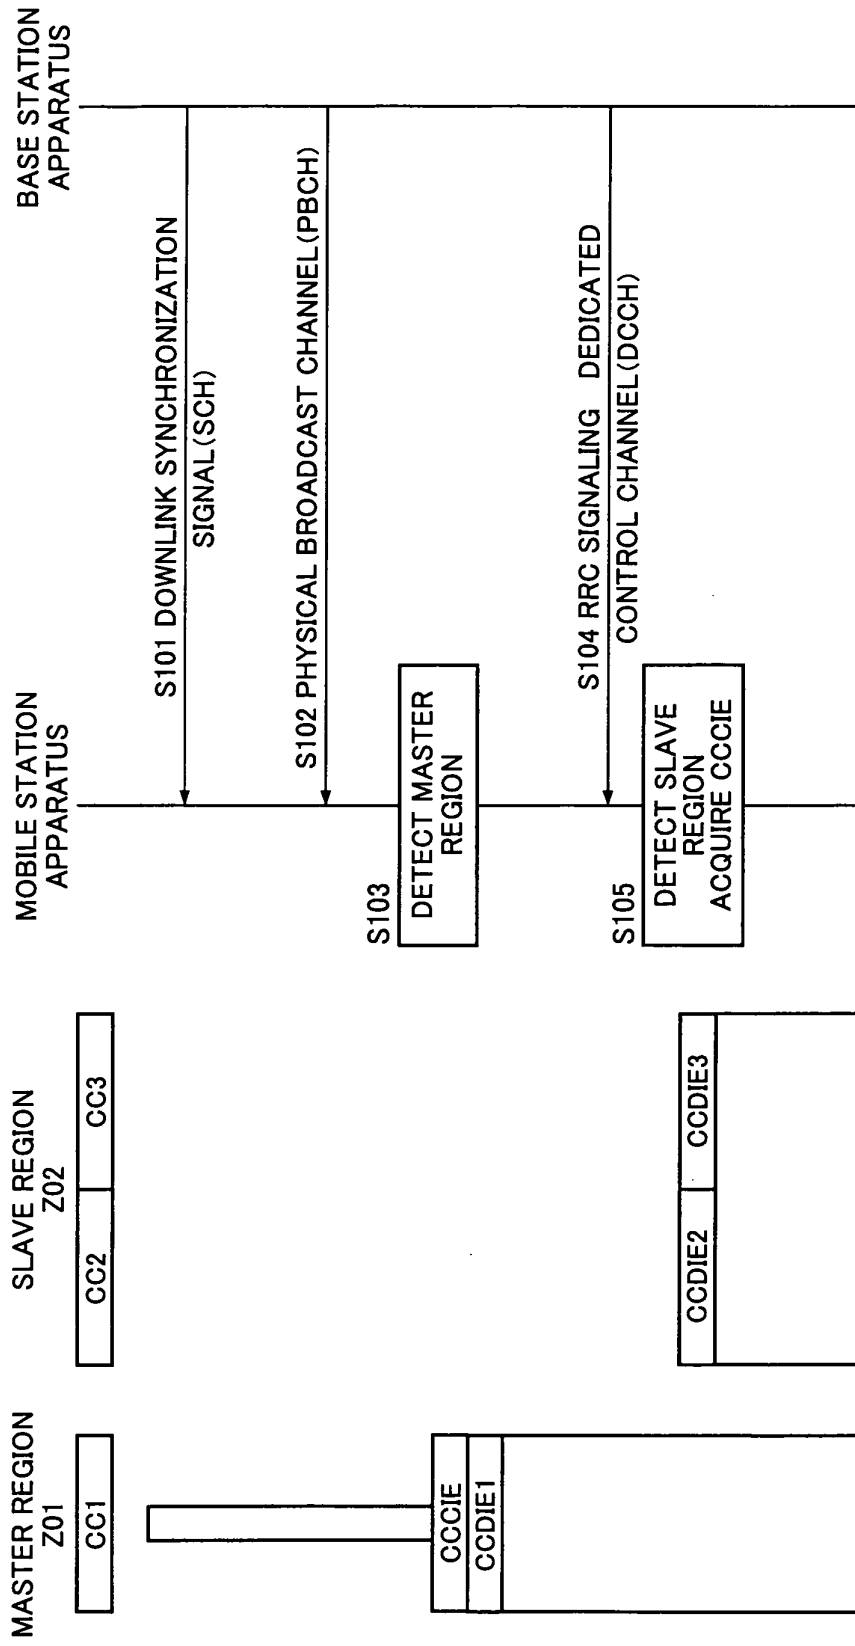 MASTER REGION
Z01
SLAVE REGION
Z02
MOBILE STATION
APPARATUS
BASE STATION
APPARATUS
CC1
CC2
CC3
S101 DOWNLINK SYNCHRONIZATION
SIGNAL(SCH)
S102 PHYSICAL BROADCAST CHANNEL(PBCH)
S103
DETECT MASTER
REGION
CCCIE
CCDIE1
S104 RRC SIGNALING DEDICATED
CONTROL CHANNEL(DCCH)
S105
DETECT SLAVE
REGION
ACQUIRE CCCIE
CCDIE2
CCDIE3